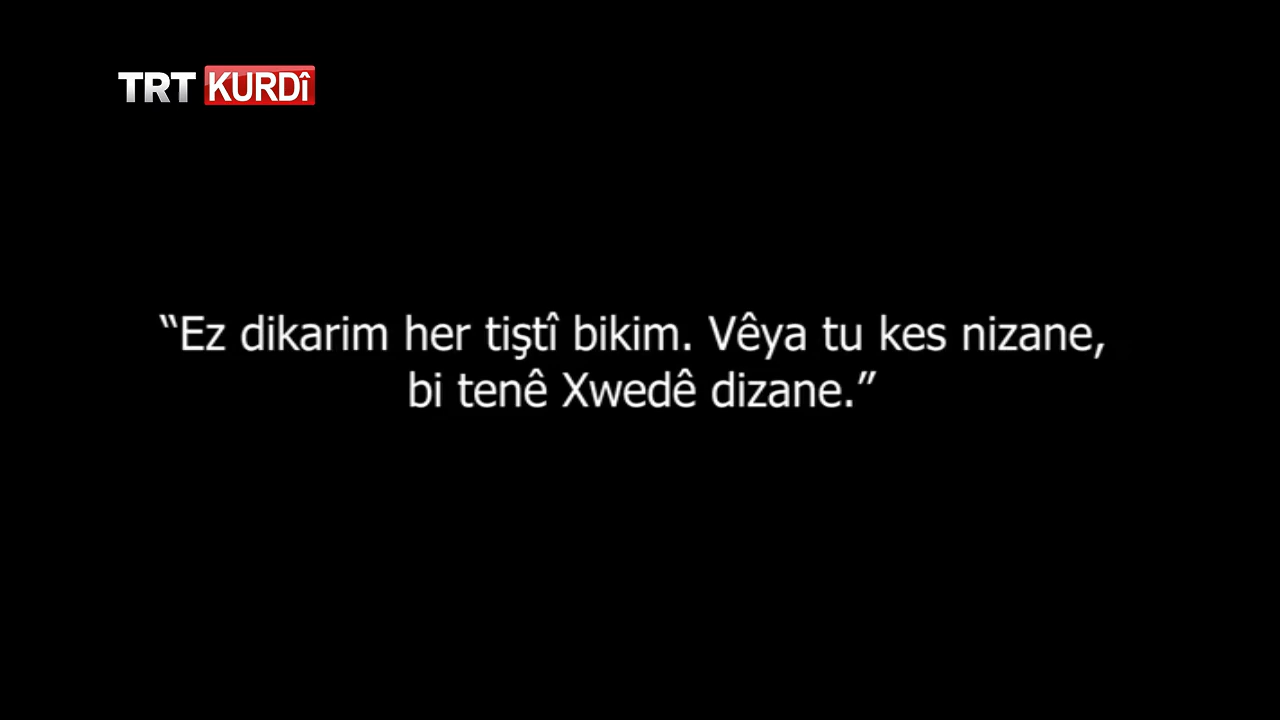 TRT KURDÎ
“Ez dikarim her tiştî bikim. Vêya tu kes nizane,
bi tenê Xwedê dizane.”